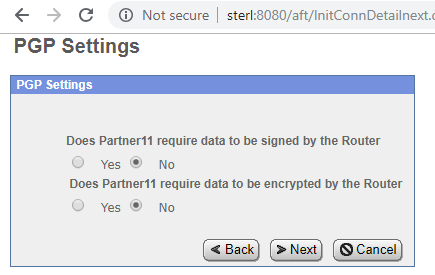 Not secure | sterl:8080/aft/InitConnDetailnext.
PGP Settings
PGP Settings
Does Partner11 require data to be signed by the Router
Yes No
Does Partner11 require data to be encrypted by the Router
Yes No
Back Next Cancel